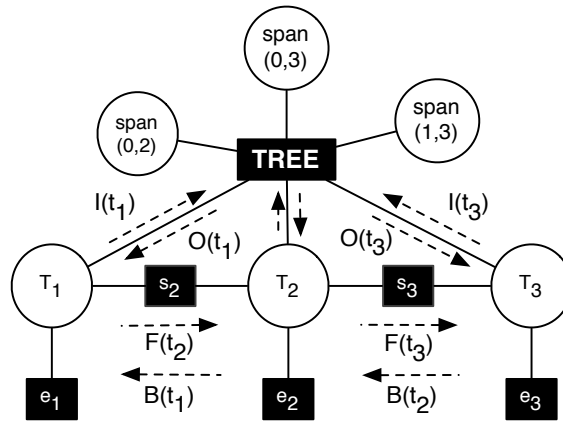 span
(0,3)
span
(0,2)
span
(1,3)
TREE
I(t₁)
I(t₃)
O(t₁)
O(t₃)
T₁
s₂
T₂
s₃
T₃
F(t₂)
F(t₃)
B(t₁)
B(t₂)
e₁
e₂
e₃